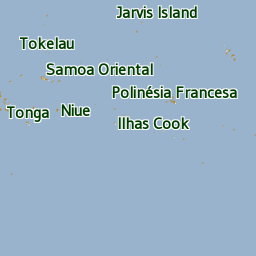 Jarvis Island
Tokelau
Samoa Oriental
Polinésia Francesa
Tonga
Niue
Ilhas Cook